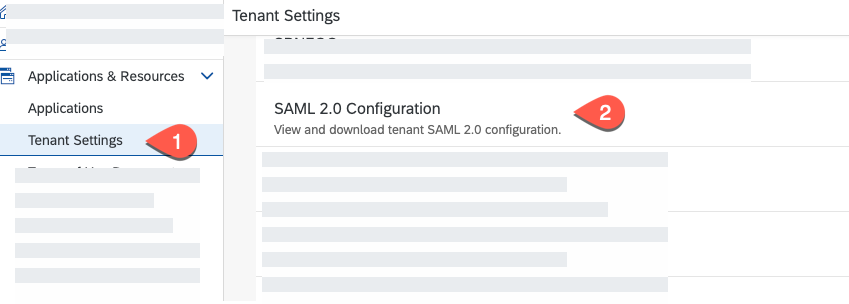 Tenant Settings
Applications & Resources
Applications
Tenant Settings
1
SAML 2.0 Configuration
View and download tenant SAML 2.0 configuration.
2